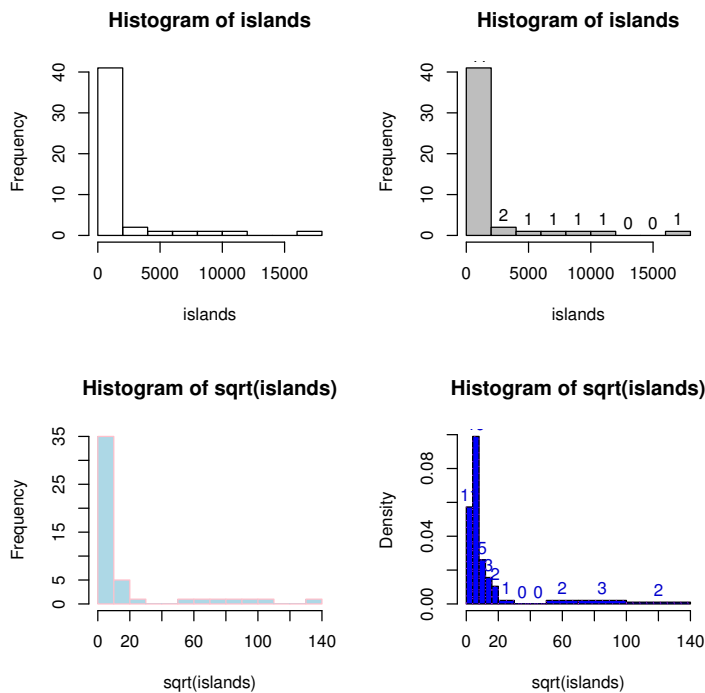 Histogram of islands
Frequency
0 10 20 30 40
0 5000 10000 15000
islands
Histogram of islands
Frequency
0 10 20 30 40
2 1 1 1 1 0 0 1
0 5000 10000 15000
islands
Histogram of sqrt(islands)
Frequency
0 5 15 25 35
0 20 60 100 140
sqrt(islands)
Histogram of sqrt(islands)
Density
0.00 0.04 0.08
5 3 2 1 0 0 2 3 2
0 20 60 100 140
sqrt(islands)